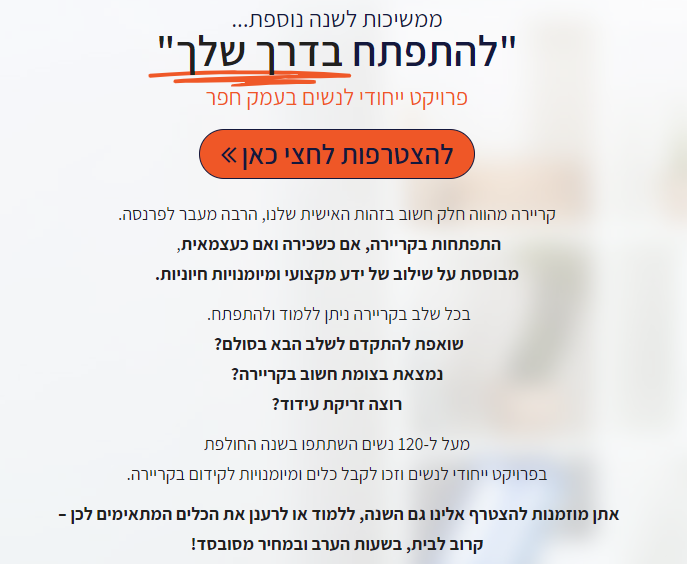 ממשיכות לשנה נוספת...
"להתפתח בדרך שלך"
פרויקט ייחודי לנשים בעמק חפר
להצטרפות לחצי כאן »
קריירה מהווה חלק חשוב בזהות האישית שלנו, הרבה מעבר לפרנסה.
התפתחות בקריירה, אם כשכירה ואם כעצמאית,
מבוססת על שילוב של ידע מקצועי ומיומנויות חיוניות.
בכל שלב בקריירה ניתן ללמוד ולהתפתח.
שואפת להתקדם לשלב הבא בסולם?
נמצאת בצומת חשוב בקריירה?
רוצה זריקת עידוד?
מעל ל-120 נשים השתתפו בשנה החולפת
בפרויקט ייחודי לנשים וזכו לקבל כלים ומיומנויות לקידום בקריירה.
אתן מוזמנות להצטרף אלינו גם השנה, ללמוד או לרענן את הכלים המתאימים לכן –
קרוב לבית, בשעות הערב ובמחיר מסובסד!